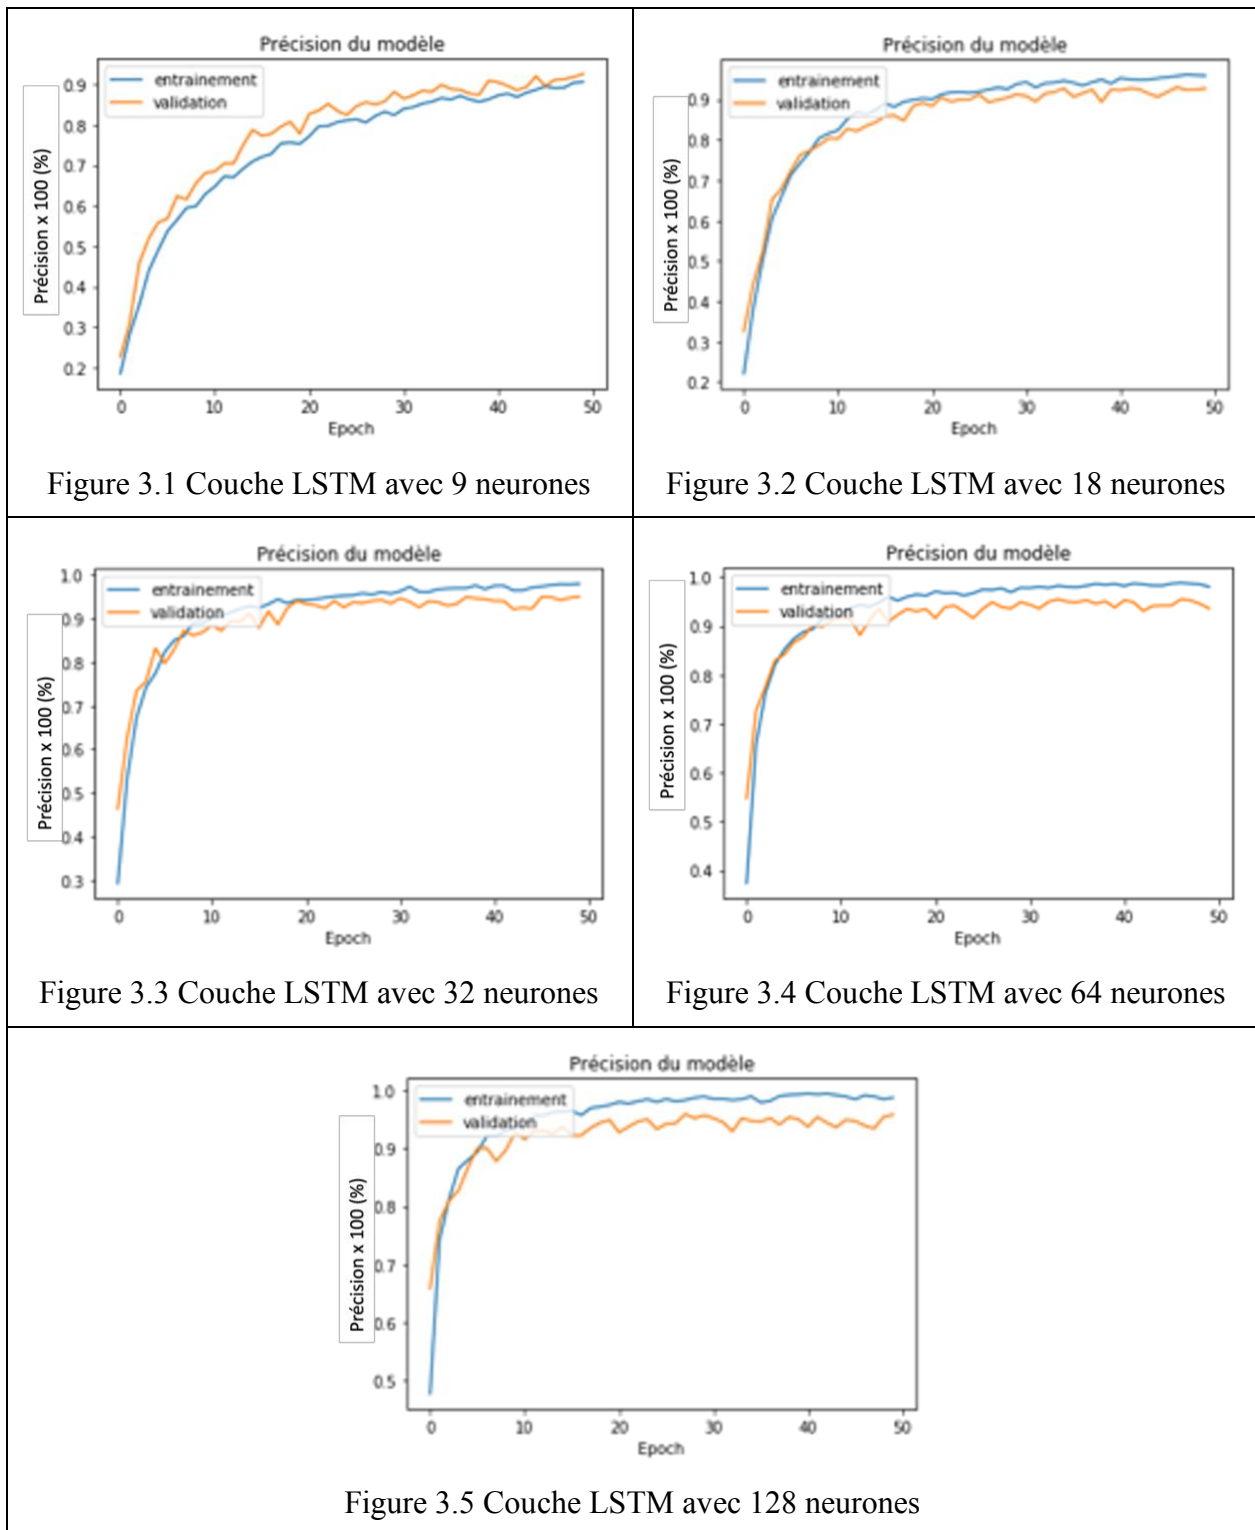 Précision du modèle
entrainement
validation
Précision x 100 (%)
0.9
0.8
0.7
0.6
0.5
0.4
0.3
0.2
0 10 20 30 40 50
Epoch
Figure 3.1 Couche LSTM avec 9 neurones
Précision du modèle
entrainement
validation
Précision x 100 (%)
0.9
0.8
0.7
0.6
0.5
0.4
0.3
0.2
0 10 20 30 40 50
Epoch
Figure 3.2 Couche LSTM avec 18 neurones
Précision du modèle
entrainement
validation
Précision x 100 (%)
1.0
0.9
0.8
0.7
0.6
0.5
0.4
0.3
0 10 20 30 40 50
Epoch
Figure 3.3 Couche LSTM avec 32 neurones
Précision du modèle
entrainement
validation
Précision x 100 (%)
1.0
0.9
0.8
0.7
0.6
0.5
0.4
0 10 20 30 40 50
Epoch
Figure 3.4 Couche LSTM avec 64 neurones
Précision du modèle
entrainement
validation
Précision x 100 (%)
1.0
0.9
0.8
0.7
0.6
0.5
0 10 20 30 40 50
Epoch
Figure 3.5 Couche LSTM avec 128 neurones